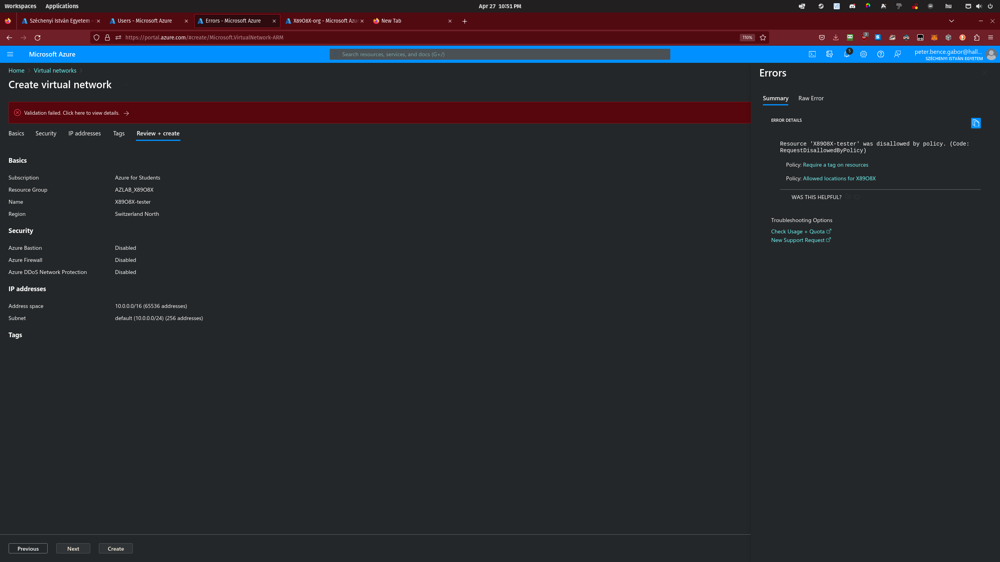 Workspaces Applications Apr 27 10:51 PM hu
Széchenyi István Egyetem - Users - Microsoft Azure Errors - Microsoft Azure X89O8X-org - Microsoft Azur New Tab
https://portal.azure.com/#create/Microsoft.VirtualNetwork-ARM 110% 3
Microsoft Azure Search resources, services, and docs (G+/) 5 peter.bence.gabor@hall...
SZÉCHENYI ISTVÁN EGYETEM
Home Virtual networks
Create virtual network
Validation failed. Click here to view details.
Basics Security IP addresses Tags Review + create
Basics
Subscription Azure for Students
Resource Group AZLAB_X89O8X
Name X89O8X-tester
Region Switzerland North
Security
Azure Bastion Disabled
Azure Firewall Disabled
Azure DDoS Network Protection Disabled
IP addresses
Address space 10.0.0.0/16 (65536 addresses)
Subnet default (10.0.0.0/24) (256 addresses)
Tags
Previous Next Create
Errors
Summary Raw Error
ERROR DETAILS
Resource 'X89O8X-tester' was disallowed by policy. (Code:
RequestDisallowedByPolicy)
Policy: Require a tag on resources
Policy: Allowed locations for X89O8X
WAS THIS HELPFUL?
Troubleshooting Options
Check Usage + Quota
New Support Request